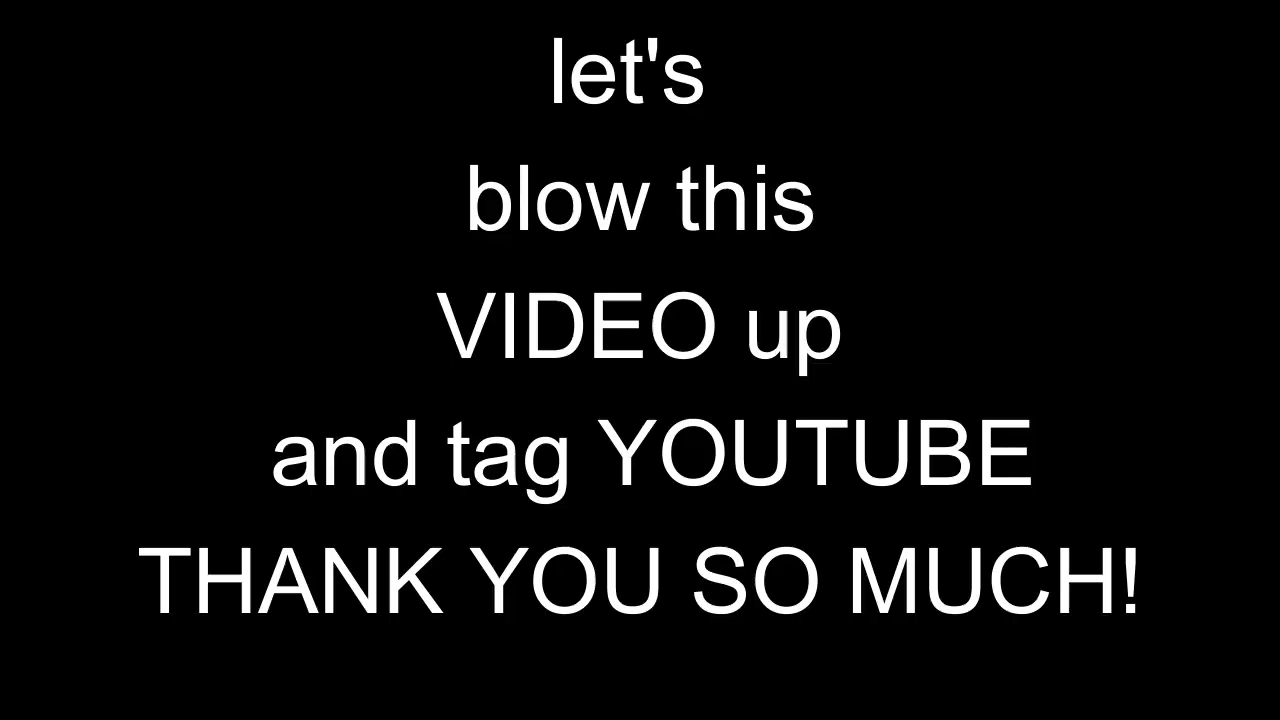 let's
blow this
VIDEO up
and tag YOUTUBE
THANK YOU SO MUCH!